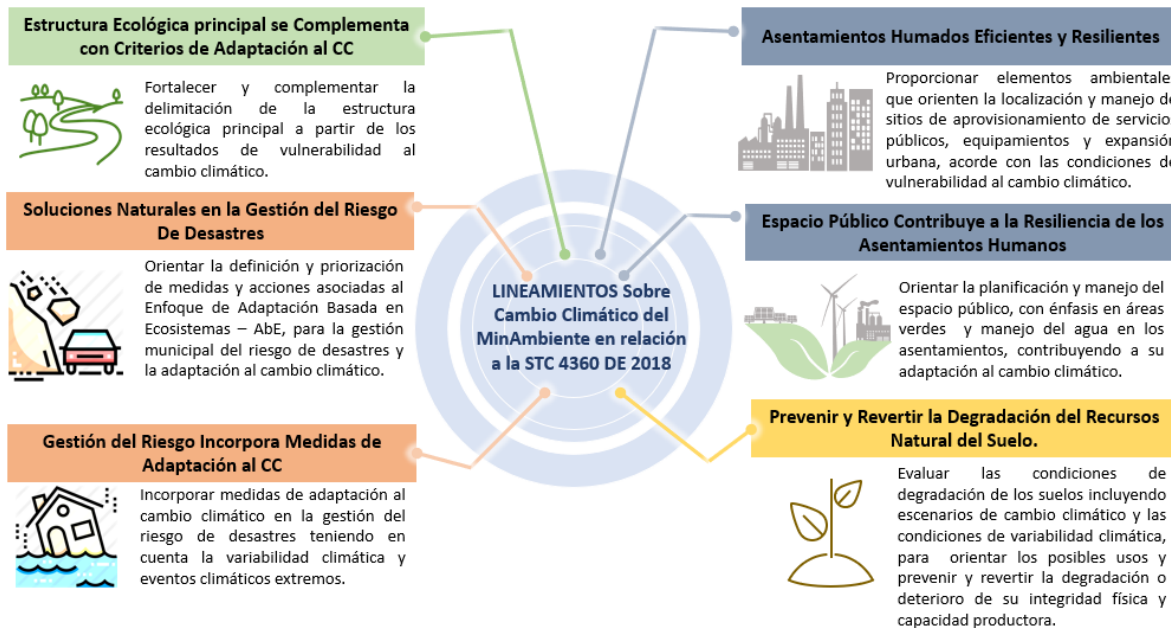 Estructura Ecológica principal se Complementa
con Criterios de Adaptación al CC
Fortalecer y complementar la
delimitación de la estructura
ecológica principal a partir de los
resultados de vulnerabilidad al
cambio climático.
Soluciones Naturales en la Gestión del Riesgo
De Desastres
Orientar la definición y priorización
de medidas y acciones asociadas al
Enfoque de Adaptación Basada en
Ecosistemas – AbE, para la gestión
municipal del riesgo de desastres y
la adaptación al cambio climático.
Gestión del Riesgo Incorpora Medidas de
Adaptación al CC
Incorporar medidas de adaptación al
cambio climático en la gestión del
riesgo de desastres teniendo en
cuenta la variabilidad climática y
eventos climáticos extremos.
LINEAMIENTOS Sobre
Cambio Climático del
MinAmbiente en relación
a la STC 4360 DE 2018
Asentamientos Humados Eficientes y Resilientes
Proporcionar elementos ambientale
que orienten la localización y manejo de
sitios de aprovisionamiento de servicio
públicos, equipamientos y expansión
urbana, acorde con las condiciones de
vulnerabilidad al cambio climático.
Espacio Público Contribuye a la Resiliencia de los
Asentamientos Humanos
Orientar la planificación y manejo del
espacio público, con énfasis en áreas
verdes y manejo del agua en los
asentamientos, contribuyendo a su
adaptación al cambio climático.
Prevenir y Revertir la Degradación del Recursos
Natural del Suelo.
Evaluar las condiciones de
degradación de los suelos incluyendo
escenarios de cambio climático y las
condiciones de variabilidad climática,
para orientar los posibles usos y
prevenir y revertir la degradación o
deterioro de su integridad física y
capacidad productora.